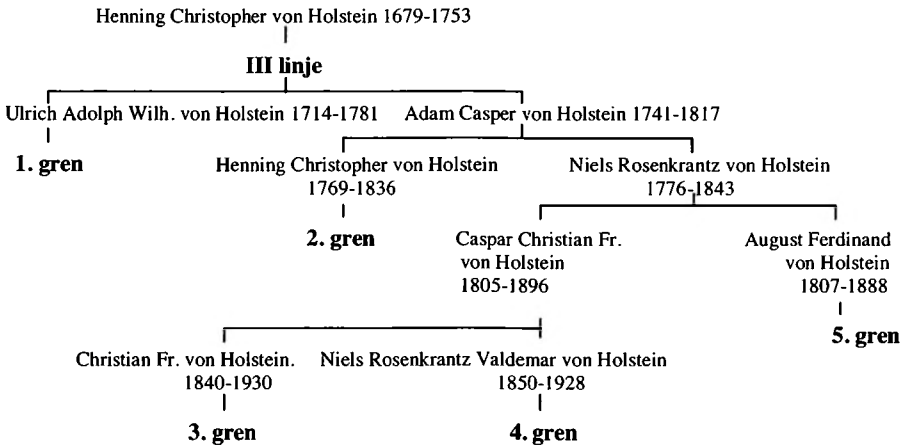 Henning Christopher von Holstein 1679-1753
III linje
Ulrich Adolph Wilh. von Holstein 1714-1781
Adam Casper von Holstein 1741-1817
1. gren
Henning Christopher von Holstein
1769-1836
Niels Rosenkrantz von Holstein
1776-1843
2. gren
Caspar Christian Fr.
von Holstein
1805-1896
August Ferdinand
von Holstein
1807-1888
5. gren
Christian Fr. von Holstein.
1840-1930
Niels Rosenkrantz Valdemar von Holstein
1850-1928
3. gren
4. gren